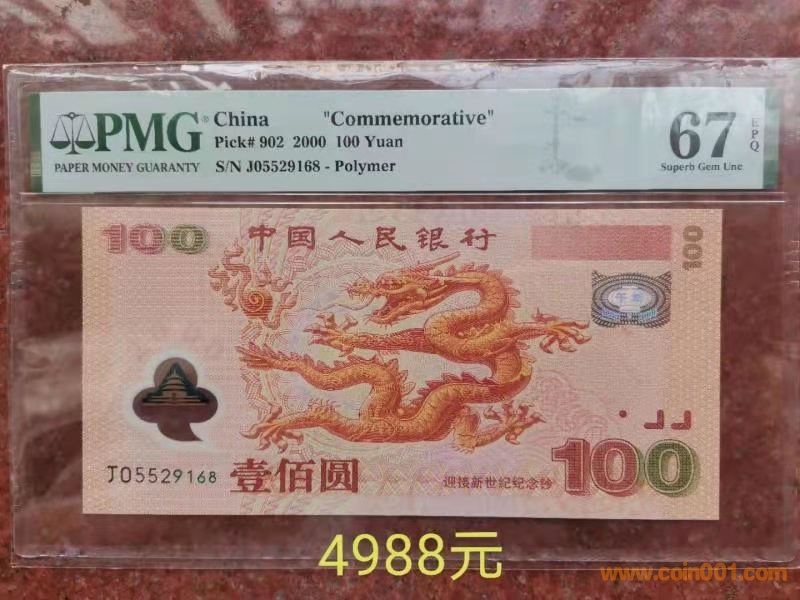 PMG® China "Commemorative"
Pick# 902 2000 100 Yuan
PAPER MONEY GUARANTY S/N J05529168 - Polymer
67 EPQ
Superb Gem Unc
100 中国人民银行 100
J05529168 壹佰圆 迎接新世纪纪念钞 100
4988元
www.coin001.com